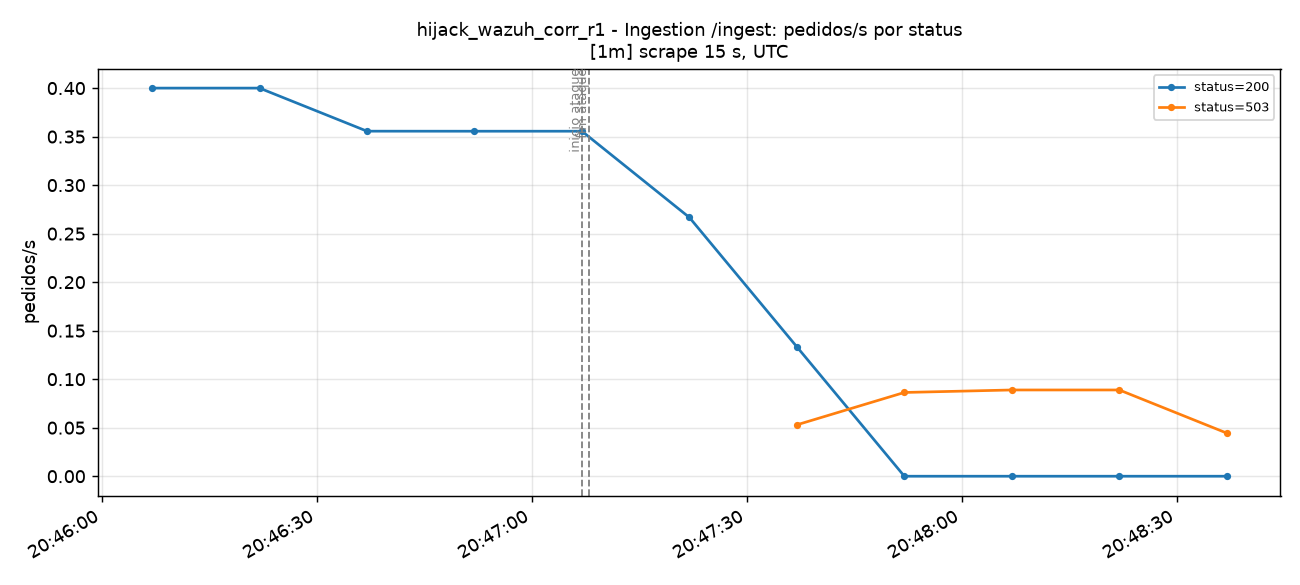 hijack_wazuh_corr_r1 - Ingestion /ingest: pedidos/s por status
[1m] scrape 15 s, UTC
status=200
status=503
início ataque
fim ataque
pedidos/s
0.40
0.35
0.30
0.25
0.20
0.15
0.10
0.05
0.00
20:46:00
20:46:30
20:47:00
20:47:30
20:48:00
20:48:30